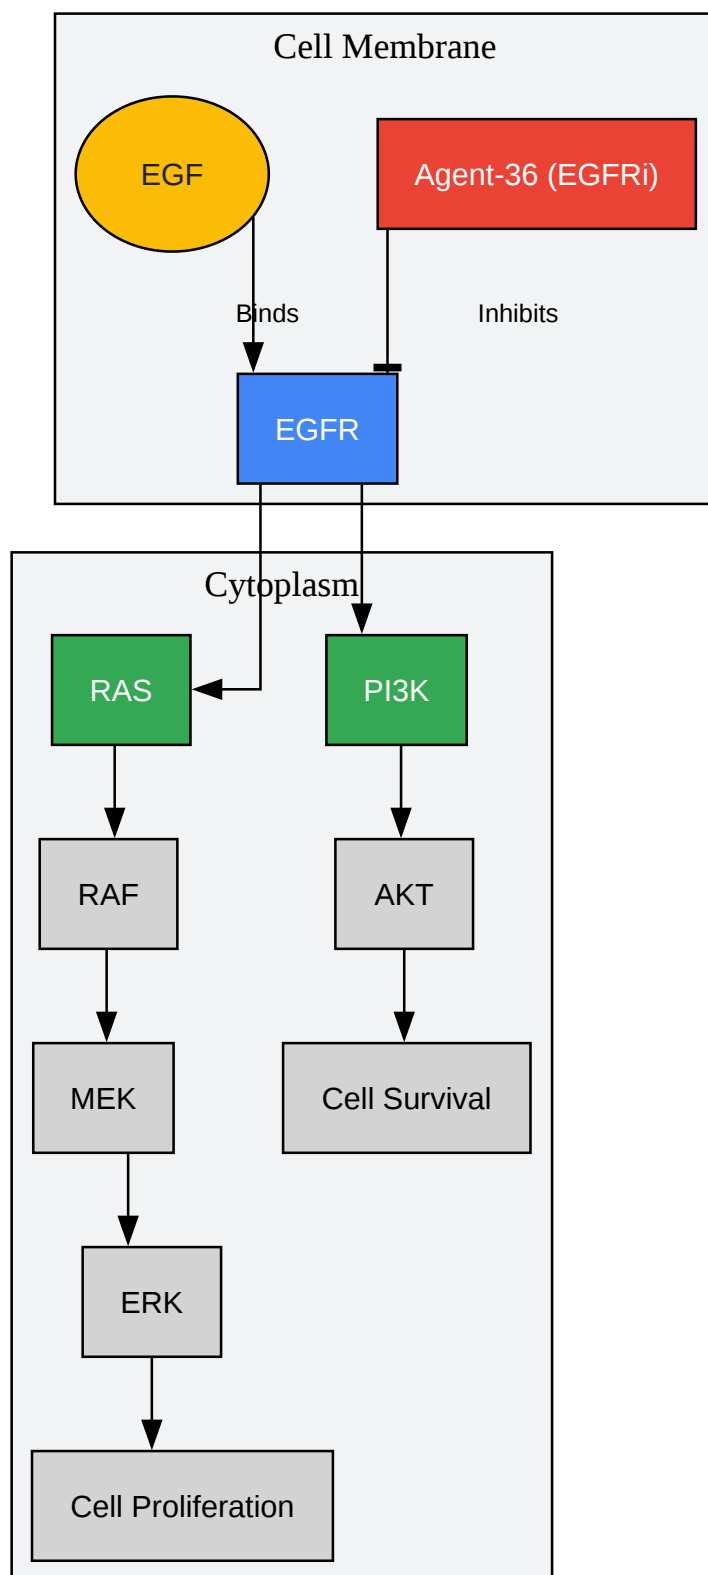 Cell Membrane
EGF
Agent-36 (EGFRi)
Binds
Inhibits
EGFR
Cytoplasm
RAS
PI3K
RAF
AKT
MEK
Cell Survival
ERK
Cell Proliferation